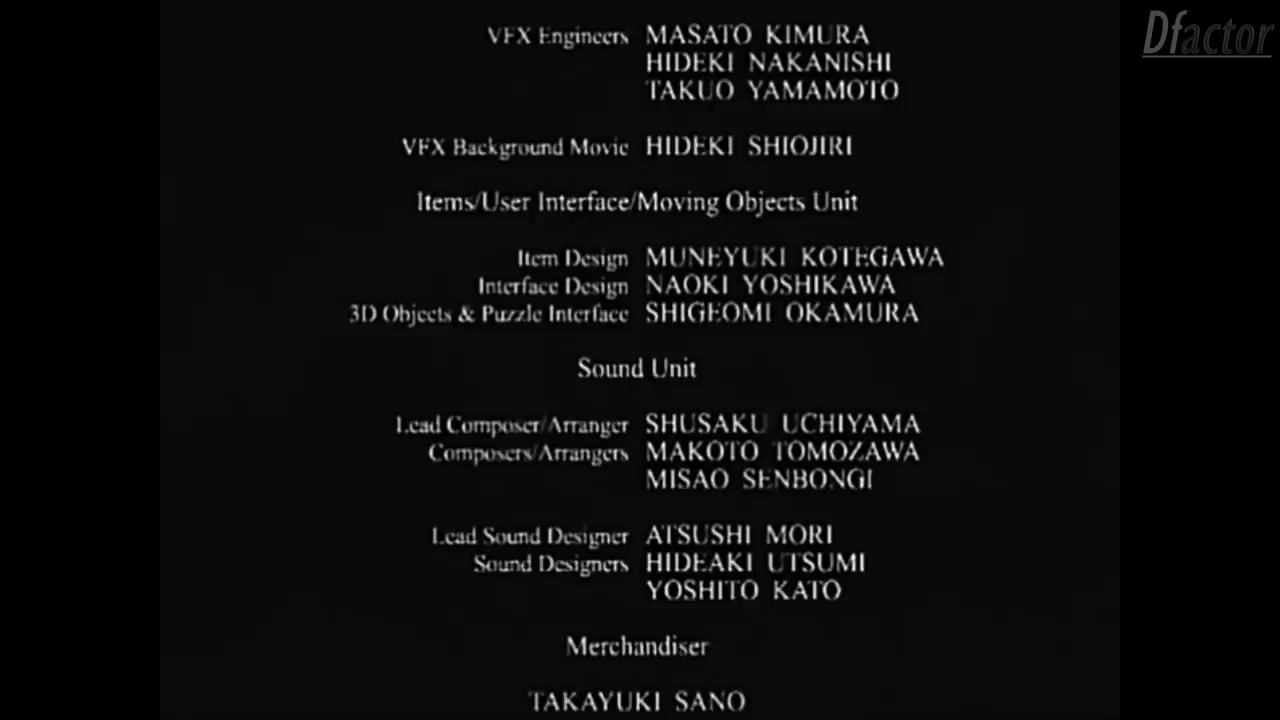 Dfactor
VFX Engineers MASATO KIMURA
HIDEKI NAKANISHI
TAKUO YAMAMOTO
VFX Background Movie HIDEKI SHIOJIRI
Items/User Interface/Moving Objects Unit
Item Design MUNEYUKI KOTEGAWA
Interface Design NAOKI YOSHIKAWA
3D Objects & Puzzle Interface SHIGEOMI OKAMURA
Sound Unit
Lead Composer/Arranger SHUSAKU UCHIYAMA
Composers/Arrangers MAKOTO TOMOZAWA
MISAO SENBONGI
Lead Sound Designer ATSUSHI MORI
Sound Designers HIDEAKI UTSUMI
YOSHITO KATO
Merchandiser
TAKAYUKI SANO